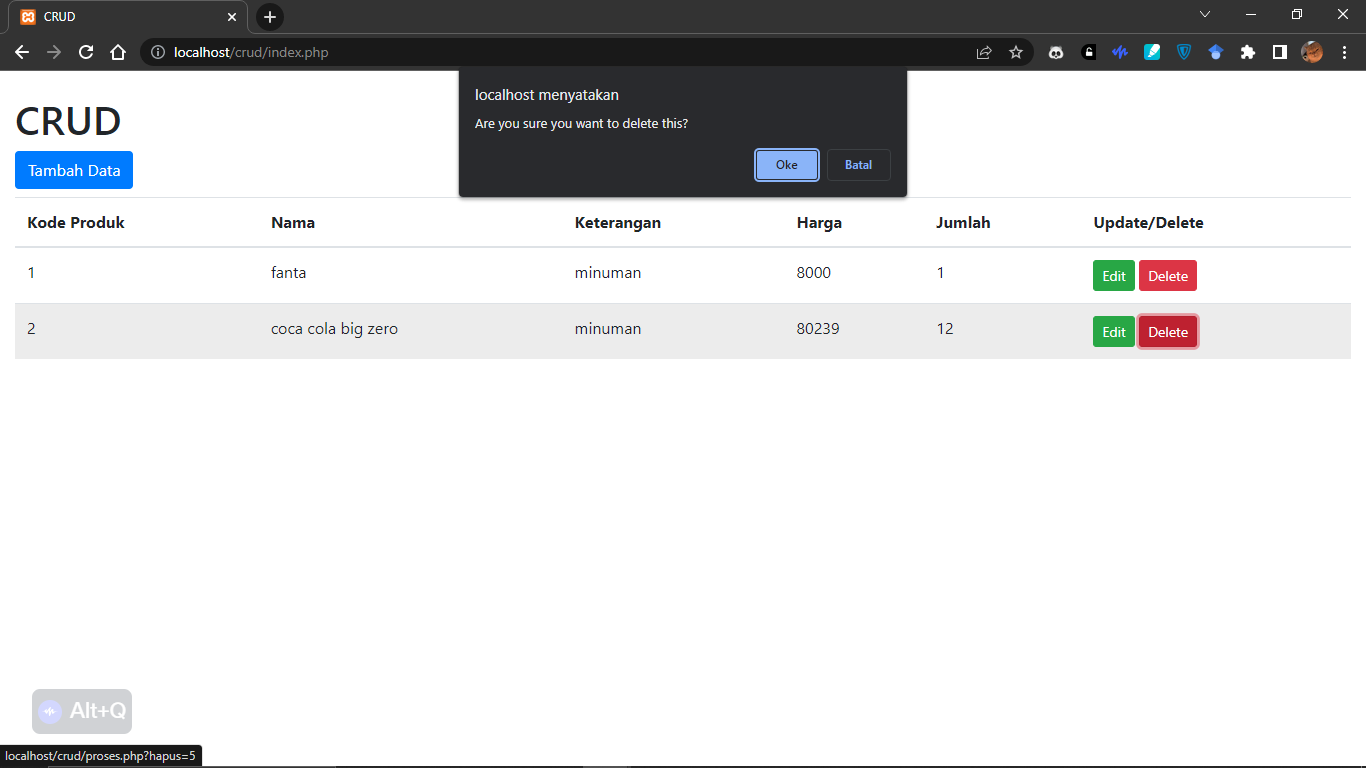 CRUD
localhost/crud/index.php
localhost menyatakan
Are you sure you want to delete this?
Oke Batal
CRUD
Tambah Data
Kode Produk Nama Keterangan Harga Jumlah Update/Delete
1 fanta minuman 8000 1 Edit Delete
2 coca cola big zero minuman 80239 12 Edit Delete
Alt+Q
localhost/crud/proses.php?hapus=5